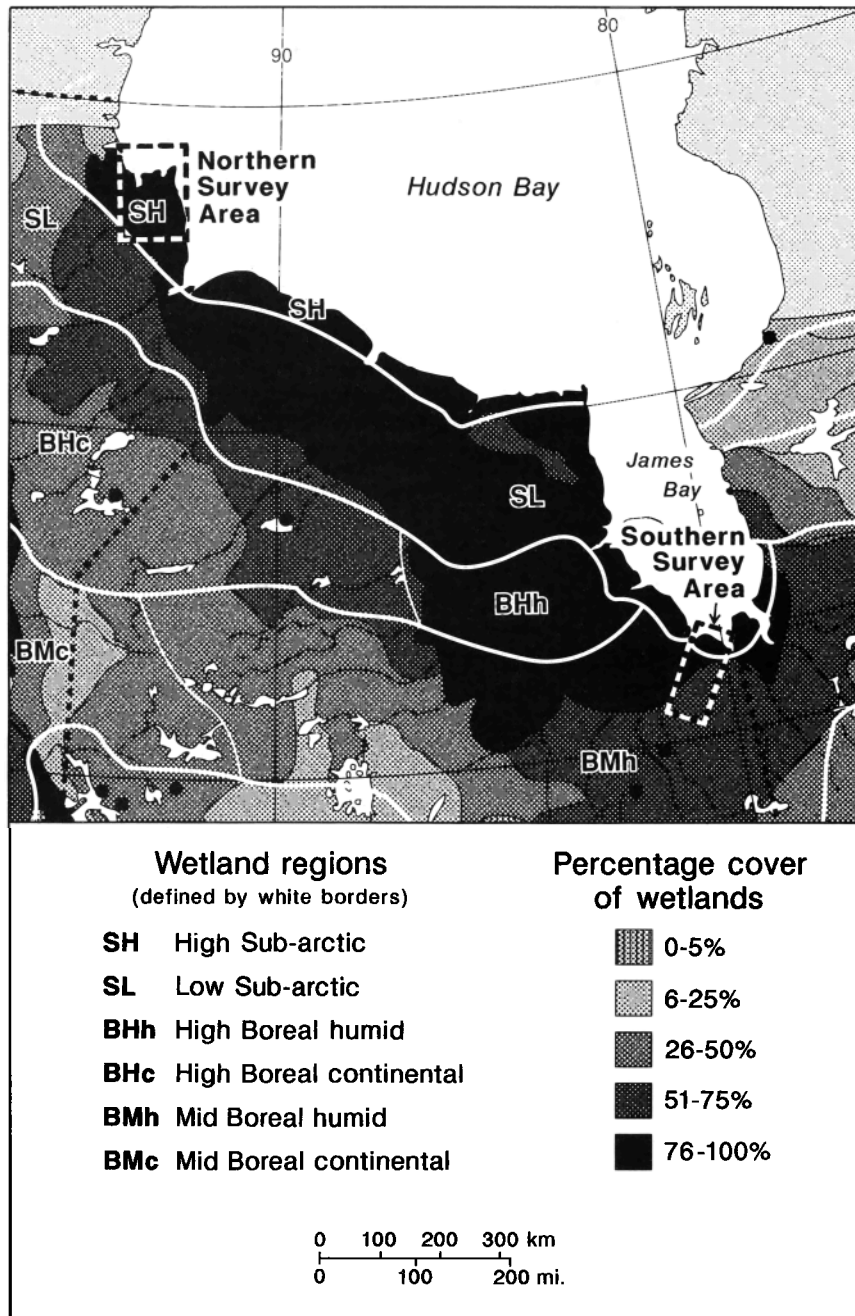 80
90
Northern
Survey
Area
Hudson Bay
SH
SL
SH
BHc
James
Bay
SL
Southern
Survey
Area
BHh
BMc
BMh
Wetland regions
(defined by white borders)
SH High Sub-arctic
SL Low Sub-arctic
BHh High Boreal humid
BHc High Boreal continental
BMh Mid Boreal humid
BMc Mid Boreal continental
Percentage cover
of wetlands
0-5%
6-25%
26-50%
51-75%
76-100%
0 100 200 300 km
0 100 200 mi.